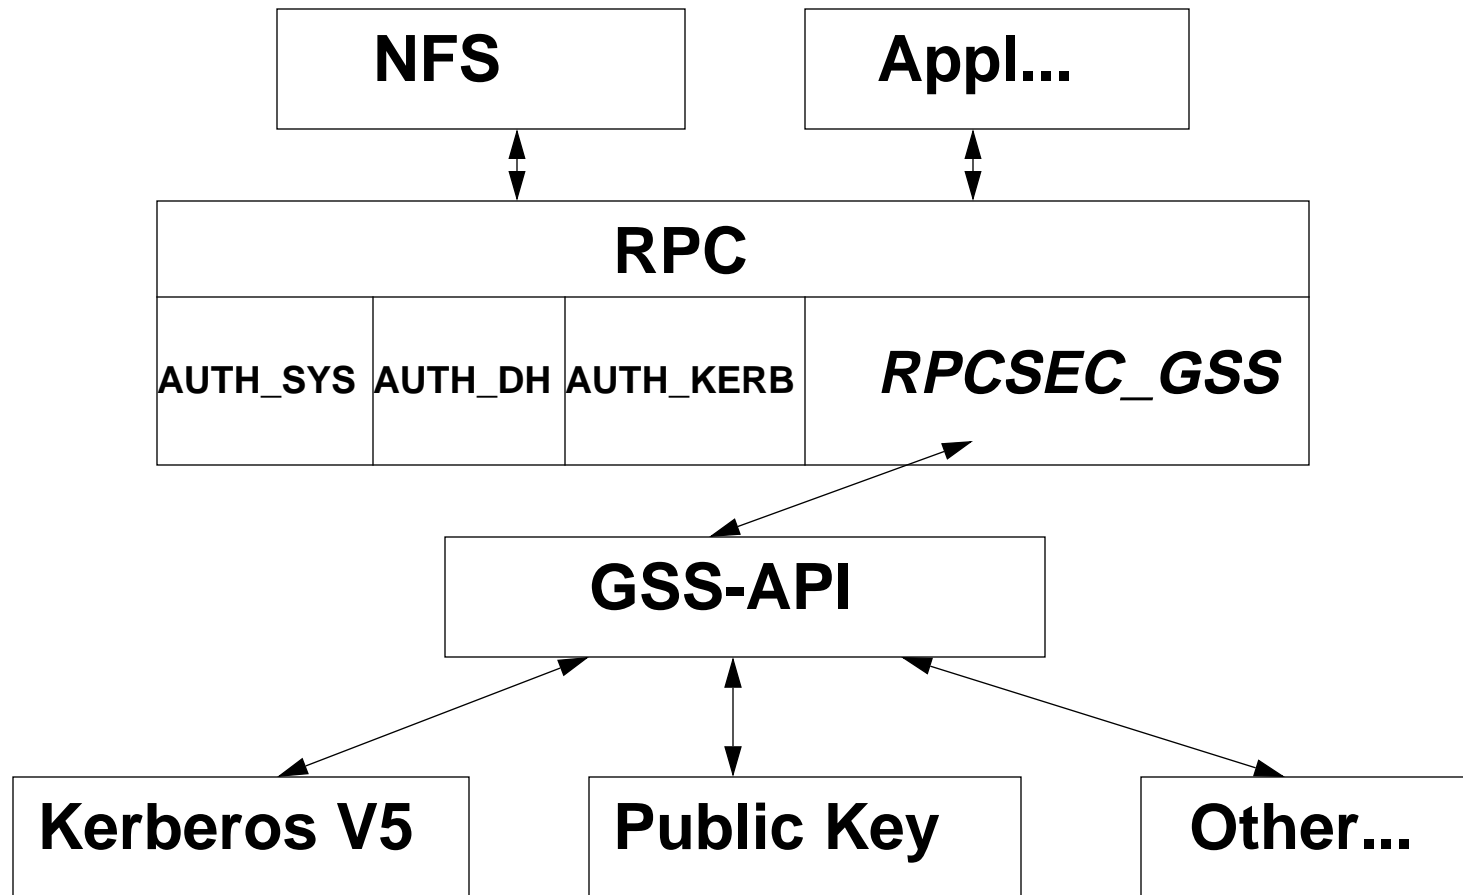 NFS
Appl...
RPC
AUTH_SYS
AUTH_DH
AUTH_KERB
RPCSEC_GSS
GSS-API
Kerberos V5
Public Key
Other...